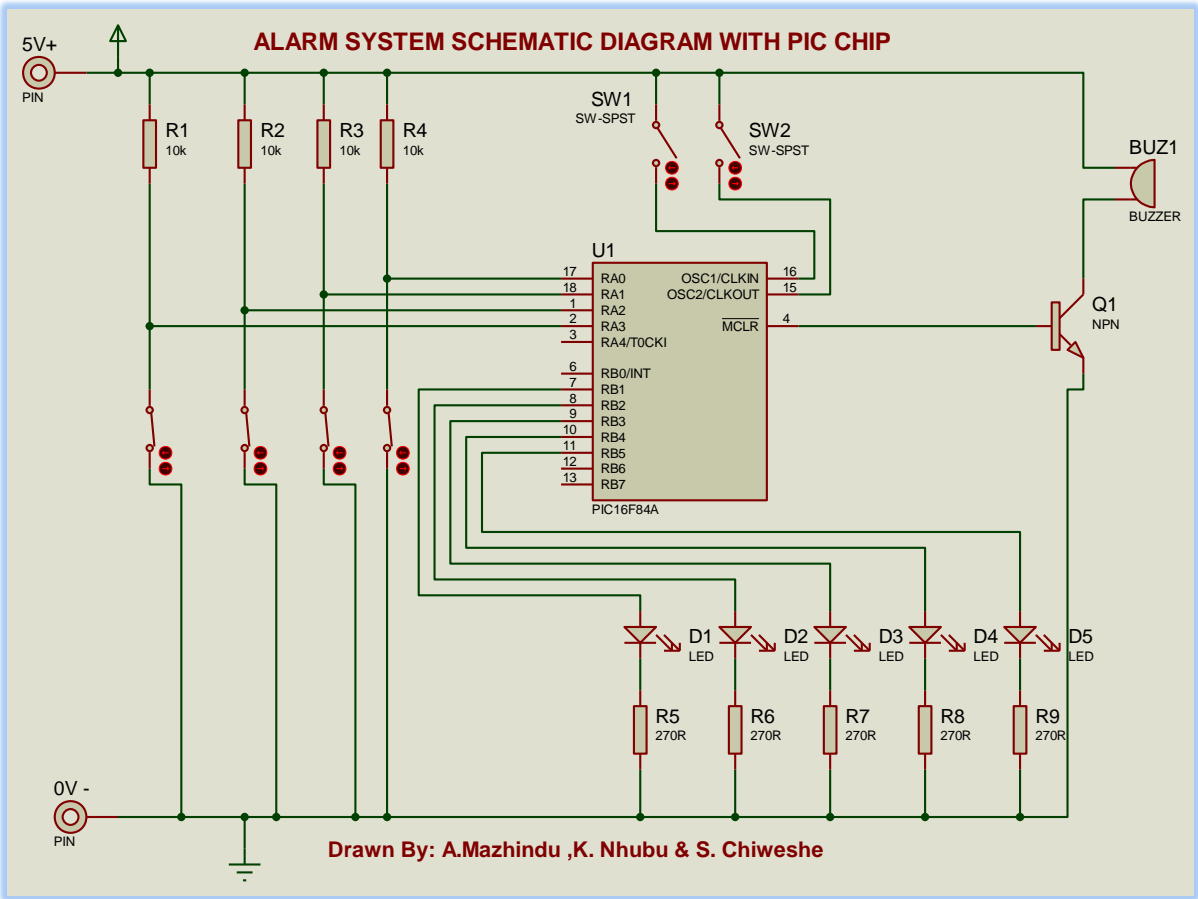 ALARM SYSTEM SCHEMATIC DIAGRAM WITH PIC CHIP
5V+
PIN
R1
10k
R2
10k
R3
10k
R4
10k
SW1
SW-SPST
SW2
SW-SPST
BUZ1
BUZZER
U1
17 RA0
18 RA1
1 RA2
2 RA3
3 RA4/T0CKI
6 RB0/INT
7 RB1
8 RB2
9 RB3
10 RB4
11 RB5
12 RB6
13 RB7
OSC1/CLKIN 16
OSC2/CLKOUT 15
MCLR 4
PIC16F84A
Q1
NPN
D1
LED
D2
LED
D3
LED
D4
LED
D5
LED
R5
270R
R6
270R
R7
270R
R8
270R
R9
270R
0V -
PIN
Drawn By: A.Mazhindu ,K. Nhubu & S. Chiweshe